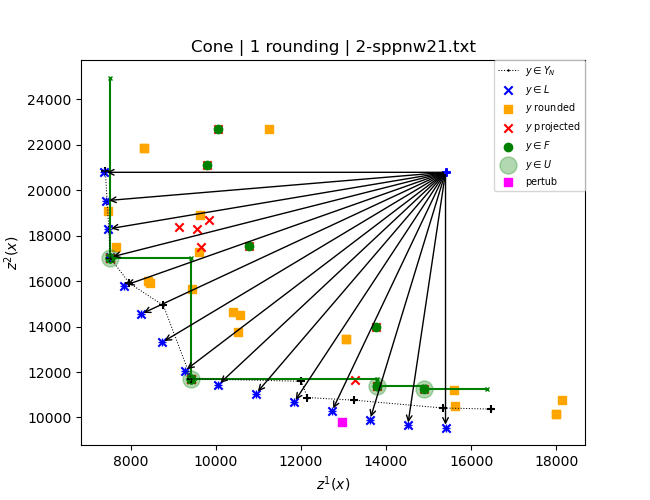 Cone | 1 rounding | 2-sppnw21.txt
y ∈ Y_N
y ∈ L
y rounded
y projected
y ∈ F
y ∈ U
pertub
24000
22000
20000
18000
16000
14000
12000
10000
z²(x)
8000 10000 12000 14000 16000 18000
z¹(x)